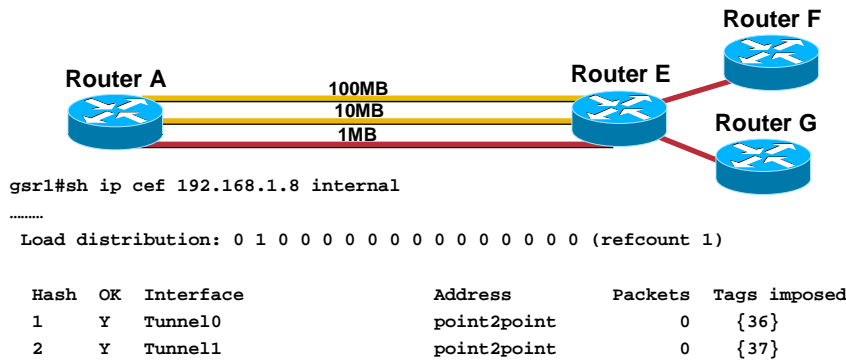 Router F
Router A
Router E
100MB
10MB
Router G
1MB
gsr1#sh ip cef 192.168.1.8 internal
………
Load distribution: 0 1 0 0 0 0 0 0 0 0 0 0 0 0 0 0 (refcount 1)
Hash OK Interface Address Packets Tags imposed
1 Y Tunnel0 point2point 0 {36}
2 Y Tunnel1 point2point 0 {37}